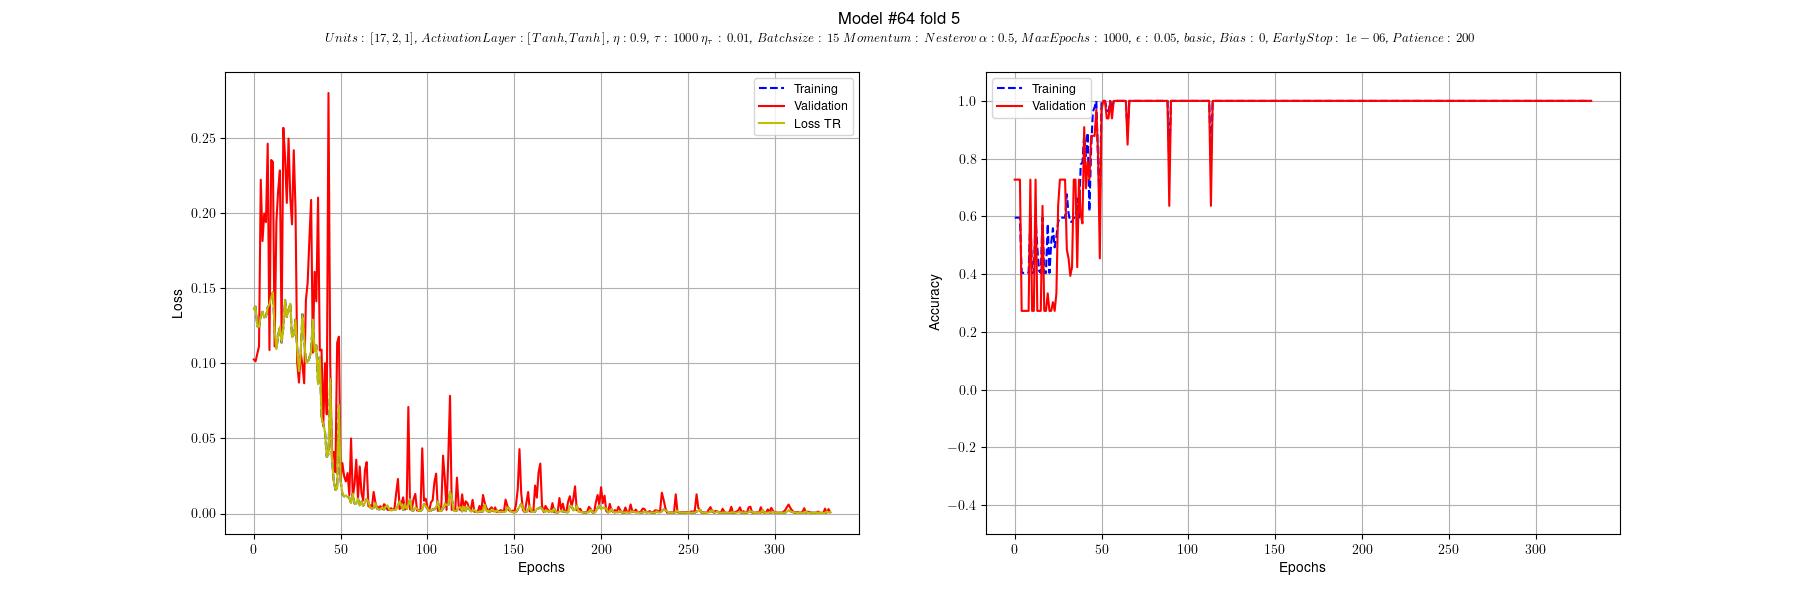 Model #64 fold 5
Units : [17, 2, 1], ActivationLayer : [Tanh, Tanh], η : 0.9, τ : 1000 ητ : 0.01, Batchsize : 15 Momentum : Nesterov α : 0.5, MaxEpochs : 1000, ϵ : 0.05, basic, Bias : 0, EarlyStop : 1e − 06, Patience : 200
Training
Validation
Loss TR
0.25
0.20
0.15
0.10
0.05
0.00
Loss
0 50 100 150 200 250 300
Epochs
Training
Validation
1.0
0.8
0.6
0.4
0.2
0.0
−0.2
−0.4
Accuracy
0 50 100 150 200 250 300
Epochs